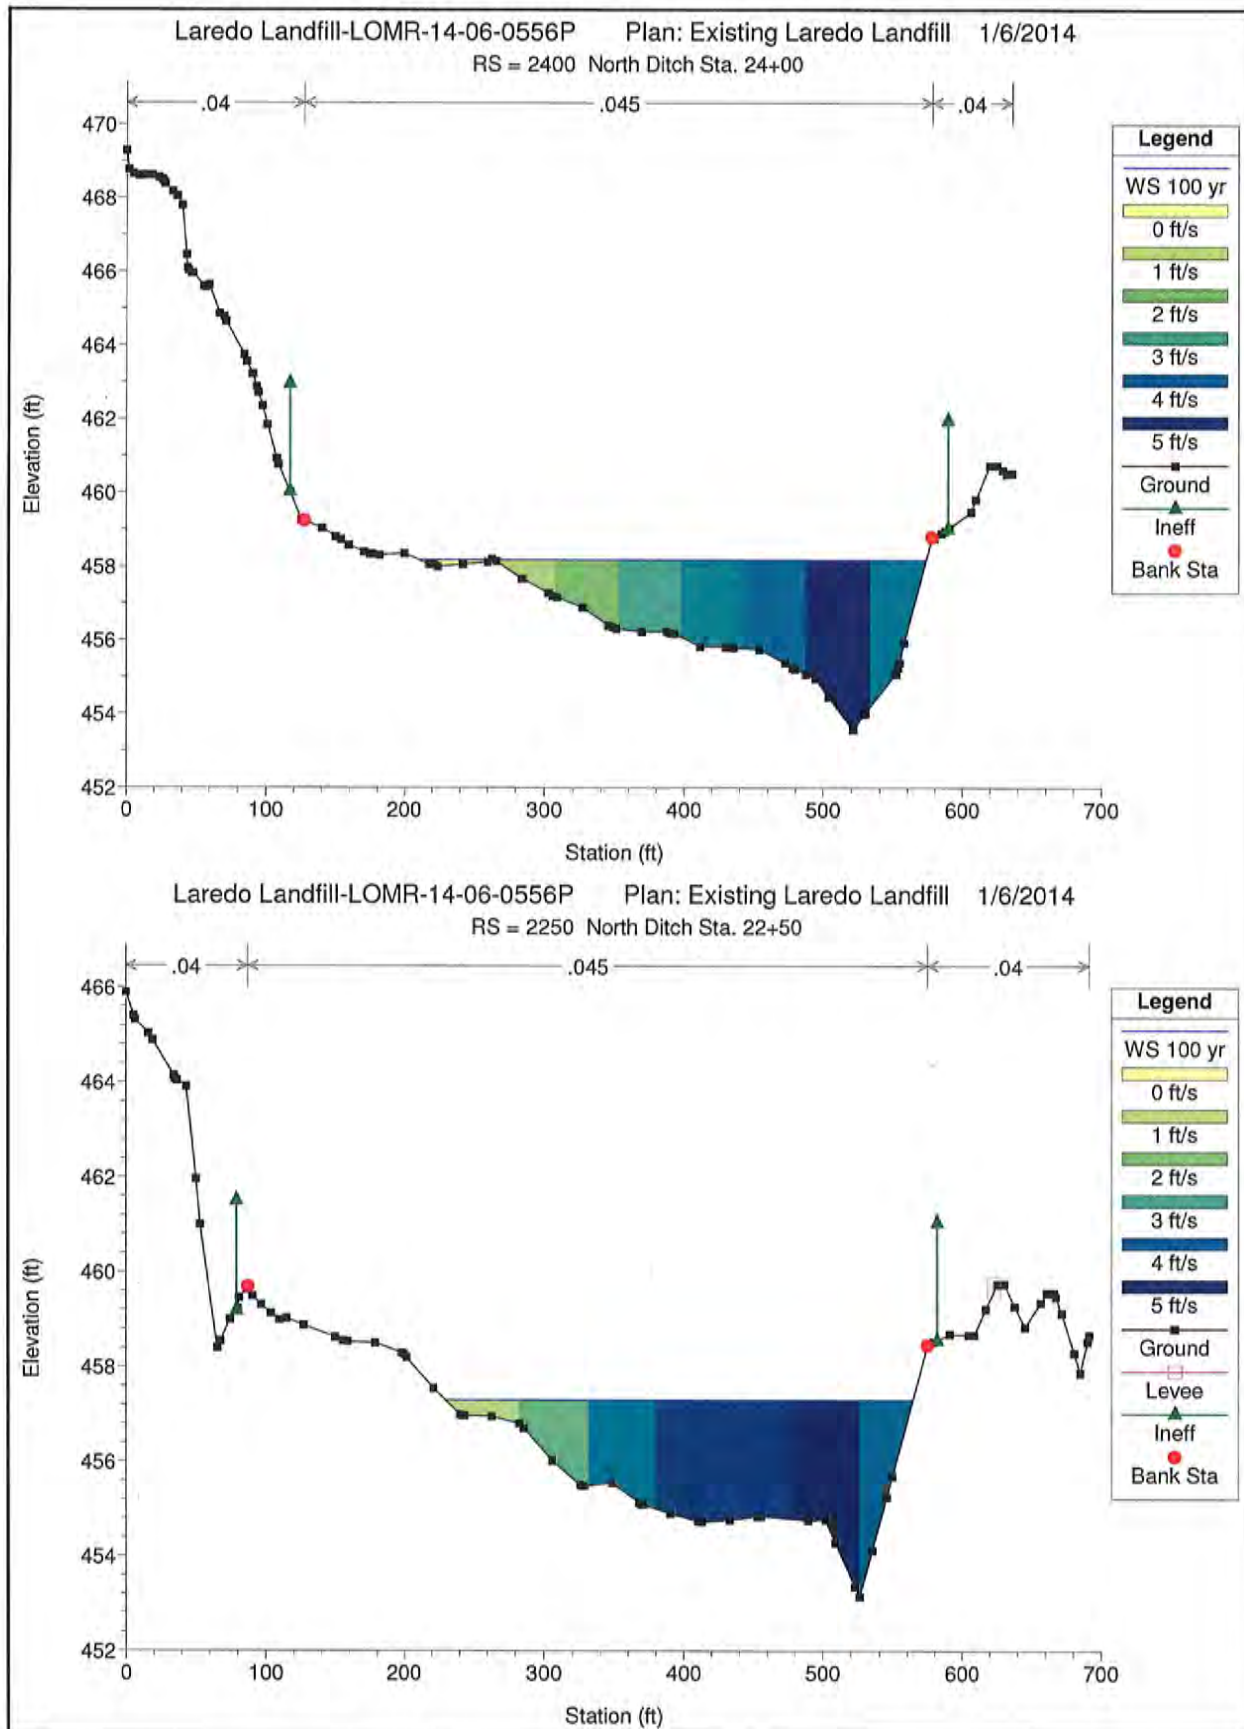 Laredo Landfill-LOMR-14-06-0556P Plan: Existing Laredo Landfill 1/6/2014
RS = 2400 North Ditch Sta. 24+00
.04 .045 .04
470
468
466
464
462
460
458
456
454
452
Elevation (ft)
0 100 200 300 400 500 600 700
Station (ft)
Legend
WS 100 yr
0 ft/s
1 ft/s
2 ft/s
3 ft/s
4 ft/s
5 ft/s
Ground
Ineff
Bank Sta
Laredo Landfill-LOMR-14-06-0556P Plan: Existing Laredo Landfill 1/6/2014
RS = 2250 North Ditch Sta. 22+50
.04 .045 .04
466
464
462
460
458
456
454
452
Elevation (ft)
0 100 200 300 400 500 600 700
Station (ft)
Legend
WS 100 yr
0 ft/s
1 ft/s
2 ft/s
3 ft/s
4 ft/s
5 ft/s
Ground
Levee
Ineff
Bank Sta